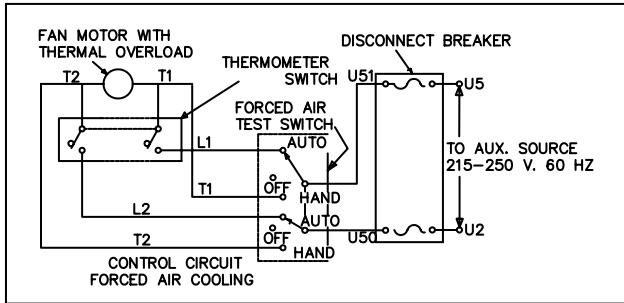 FAN MOTOR WITH
THERMAL OVERLOAD
DISCONNECT BREAKER
T2
T1
THERMOMETER
SWITCH
U51
U5
FORCED AIR
TEST SWITCH
L1
AUTO
TO AUX. SOURCE
215-250 V. 60 HZ
T1
OFF
HAND
L2
AUTO
OFF
U50
U2
T2
HAND
CONTROL CIRCUIT
FORCED AIR COOLING